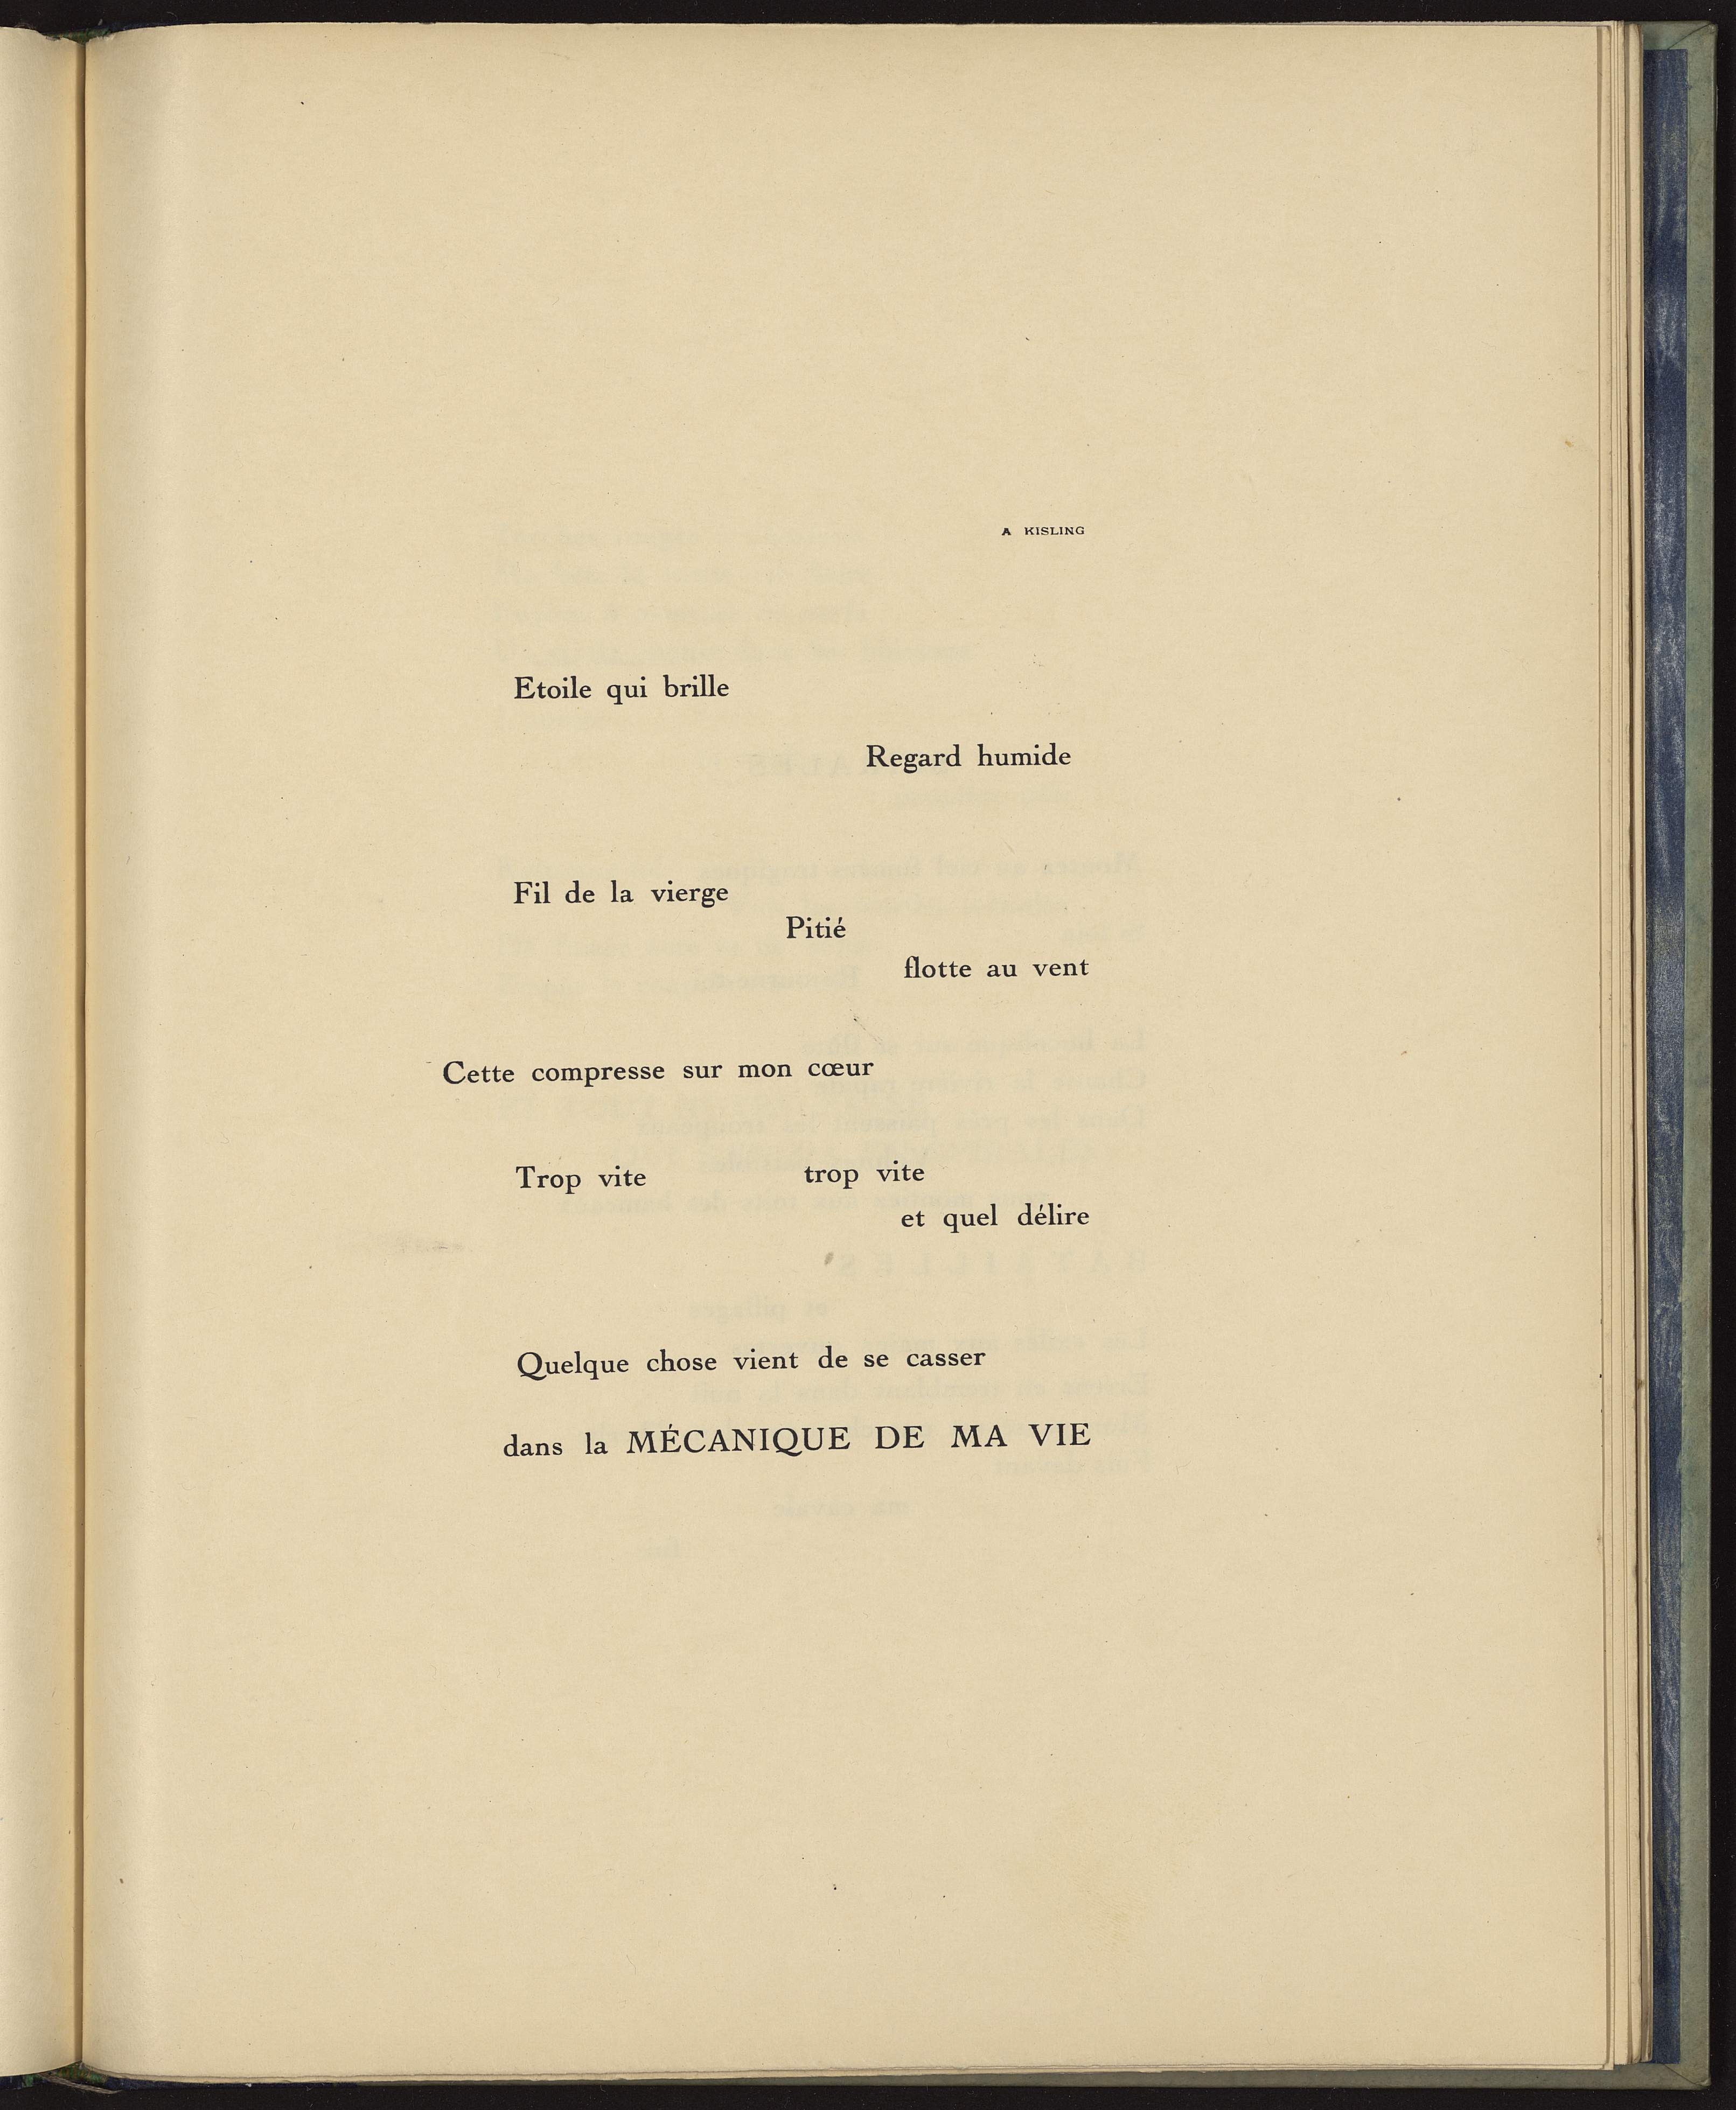 A KISLING
Etoile qui brille
Regard humide
Fil de la vierge
Pitié
flotte au vent
Cette compresse sur mon cœur
Trop vite trop vite
et quel délire
Quelque chose vient de se casser
dans la MÉCANIQUE DE MA VIE